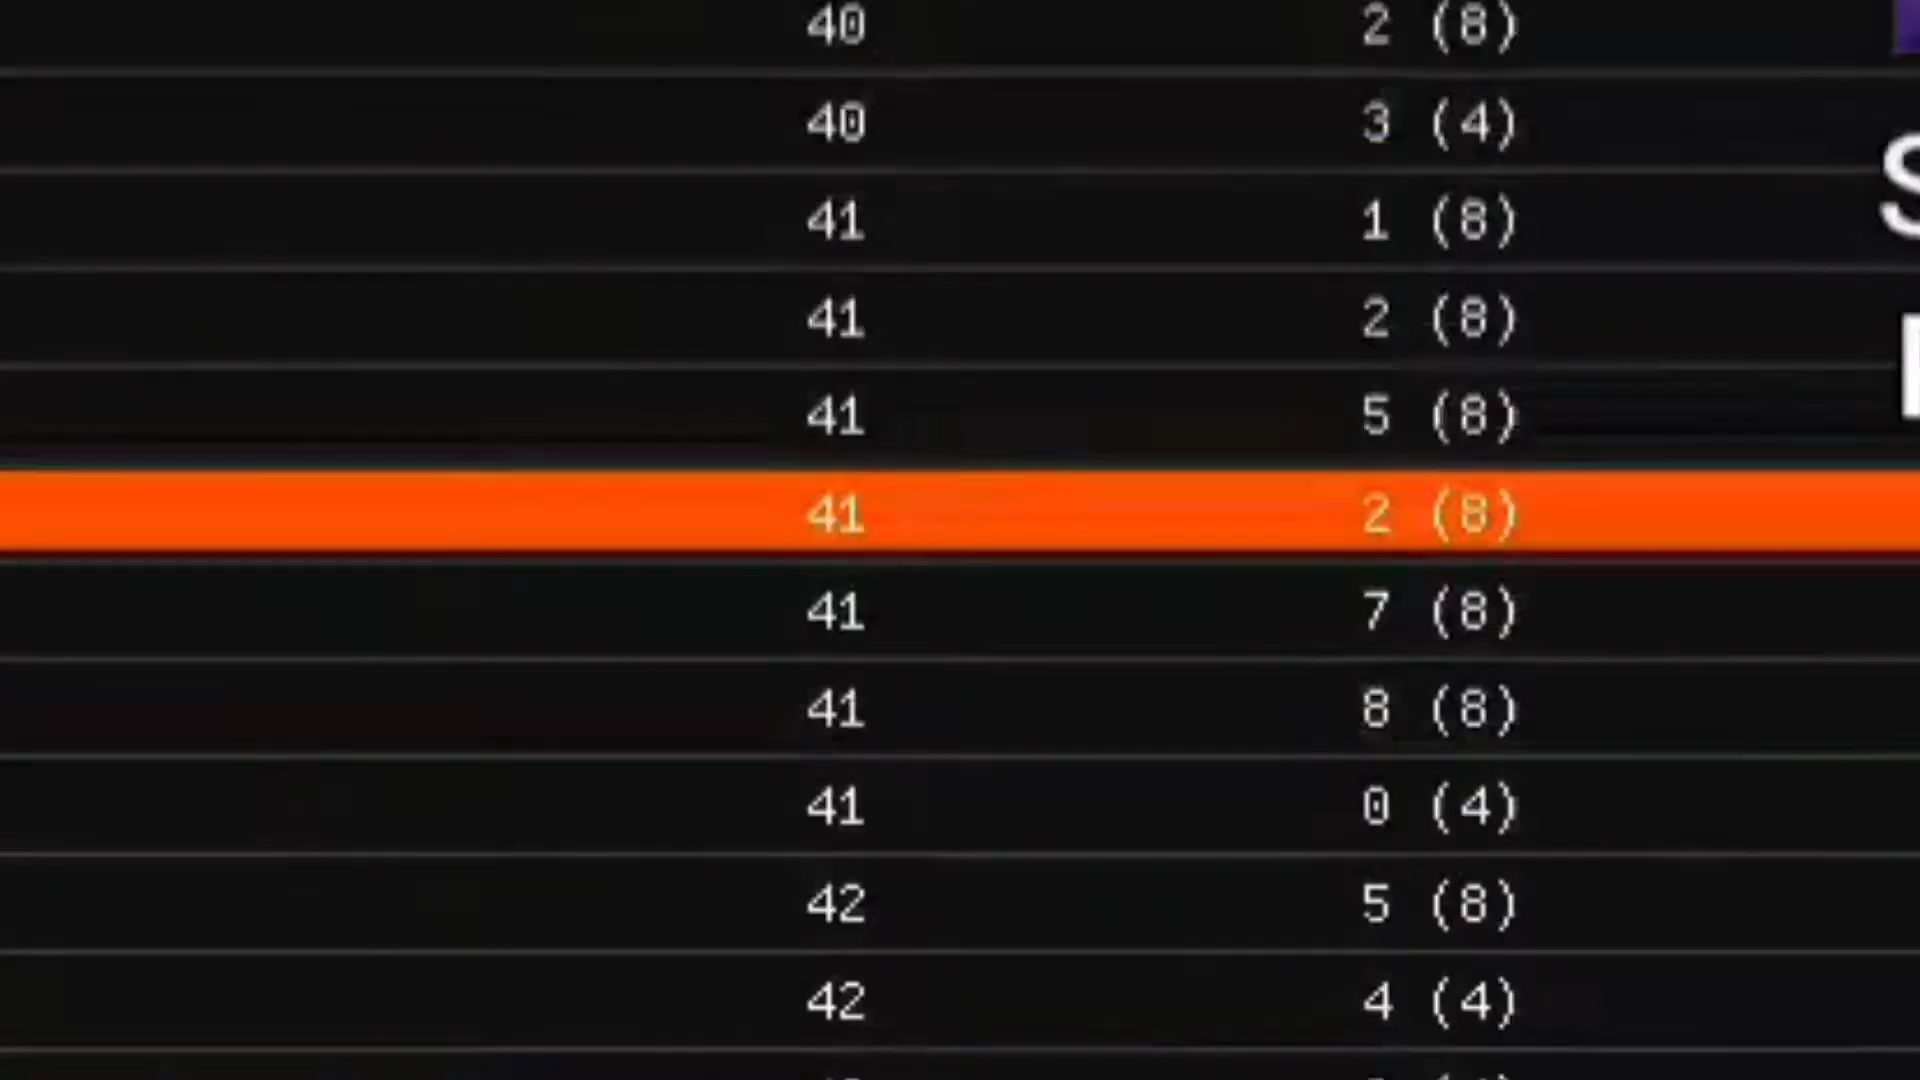 40 2 (8)
40 3 (4)
41 1 (8)
41 2 (8)
41 5 (8)
41 2 (8)
41 7 (8)
41 8 (8)
41 0 (4)
42 5 (8)
42 4 (4)